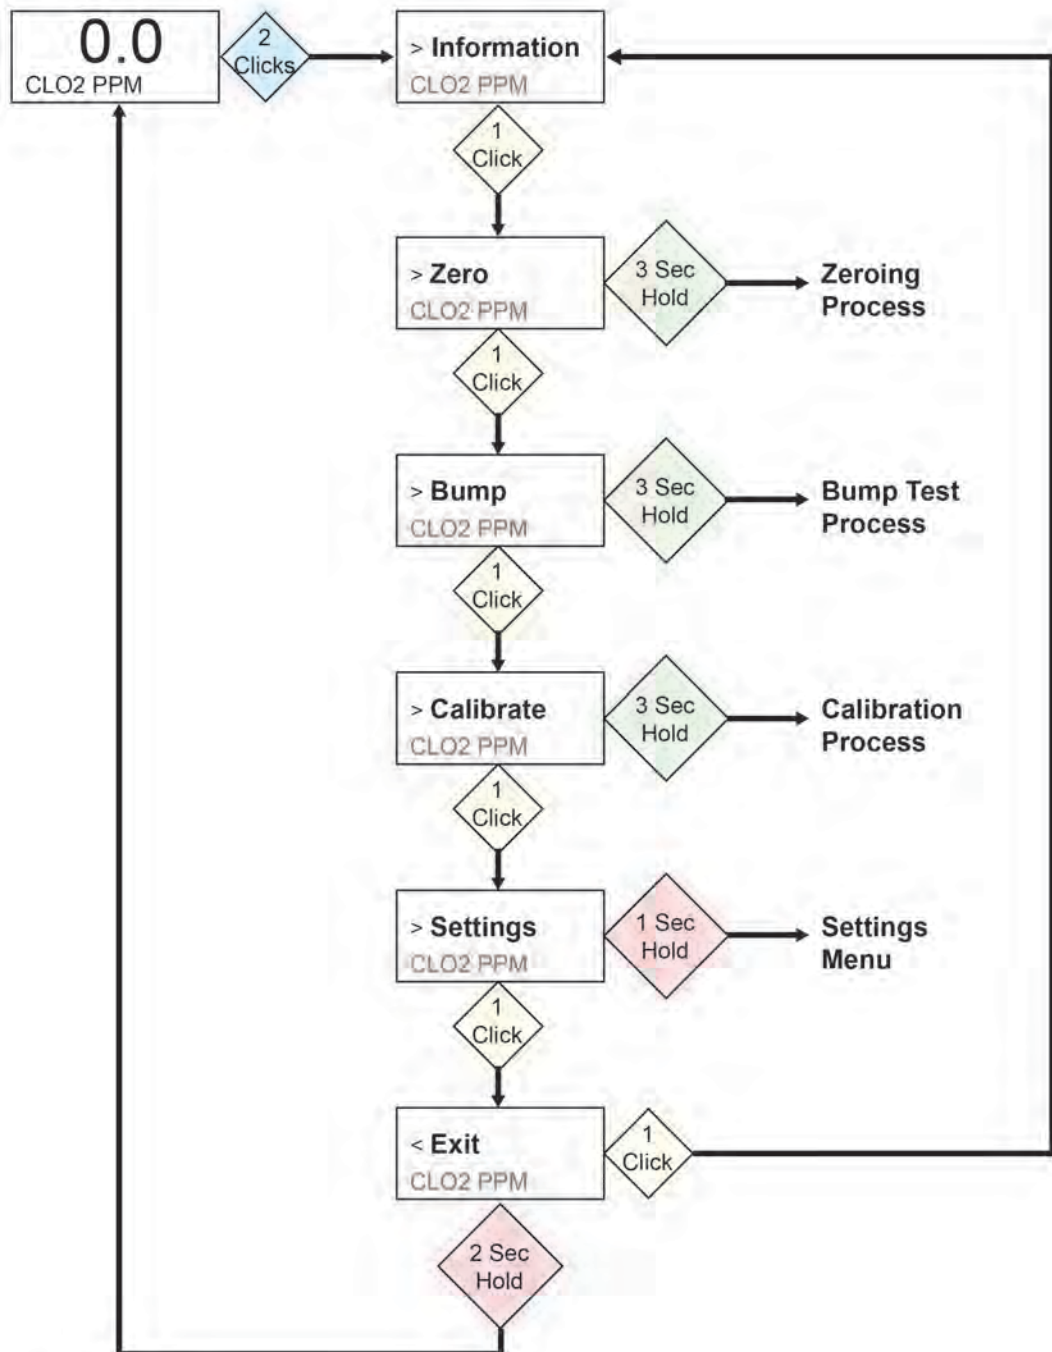 0.0
CLO2 PPM
2
Clicks
> Information
CLO2 PPM
1
Click
> Zero
CLO2 PPM
3 Sec
Hold
Zeroing
Process
1
Click
> Bump
CLO2 PPM
3 Sec
Hold
Bump Test
Process
1
Click
> Calibrate
CLO2 PPM
3 Sec
Hold
Calibration
Process
1
Click
> Settings
CLO2 PPM
1 Sec
Hold
Settings
Menu
1
Click
< Exit
CLO2 PPM
1
Click
2 Sec
Hold